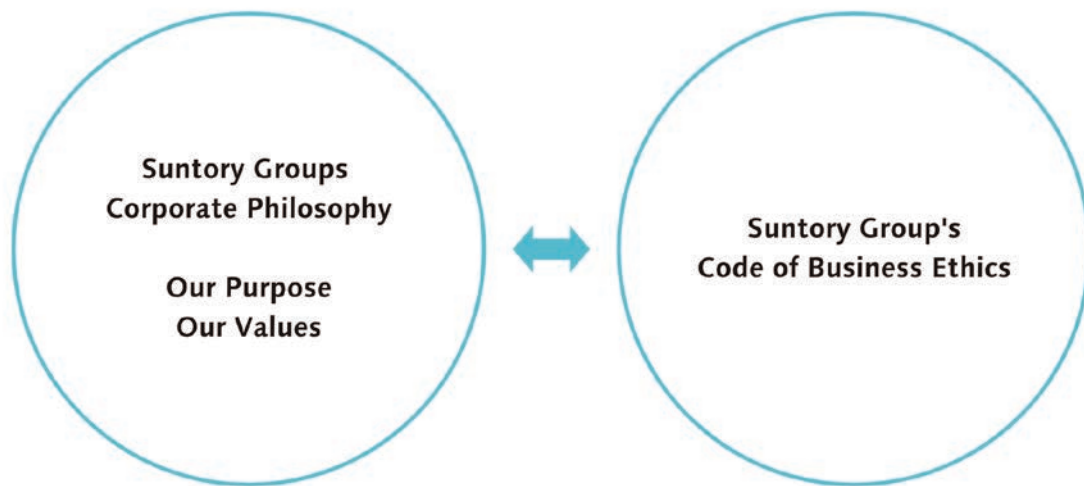 Suntory Groups
Corporate Philosophy
Our Purpose
Our Values
Suntory Group's
Code of Business Ethics